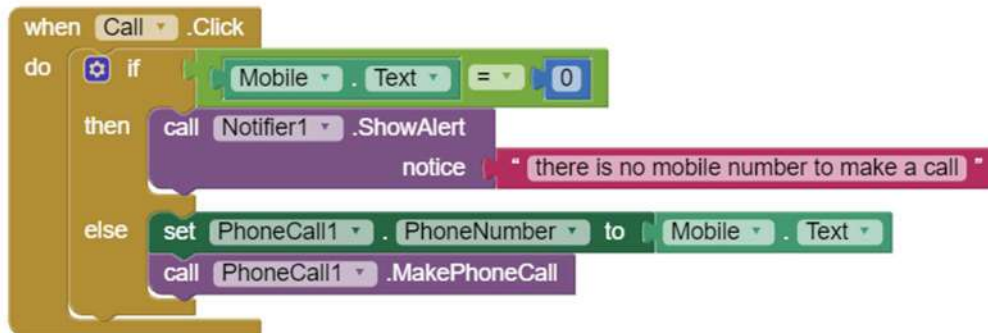 when Call .Click
do if Mobile . Text = 0
then call Notifier1 .ShowAlert
notice " there is no mobile number to make a call "
else set PhoneCall1 . PhoneNumber to Mobile . Text
call PhoneCall1 .MakePhoneCall